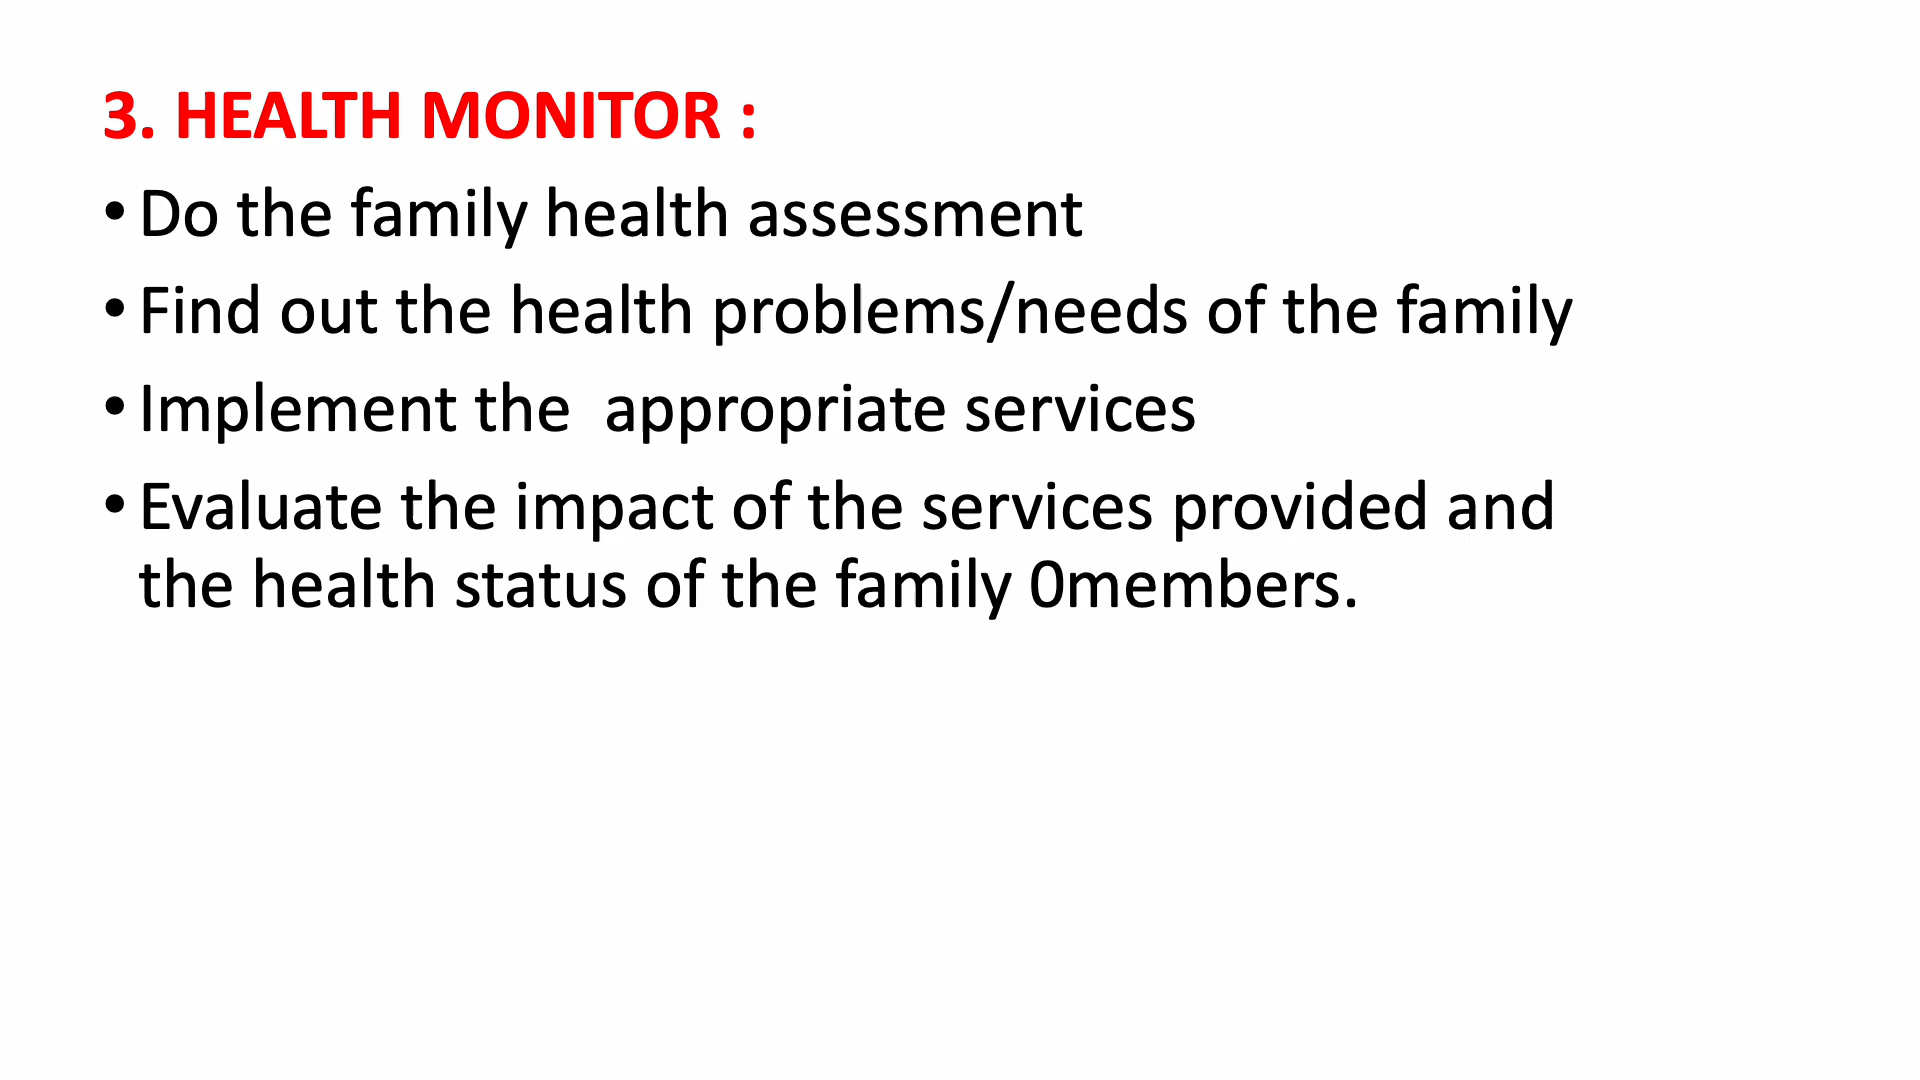 3. HEALTH MONITOR :
• Do the family health assessment
• Find out the health problems/needs of the family
• Implement the  appropriate services
• Evaluate the impact of the services provided and
the health status of the family 0members.